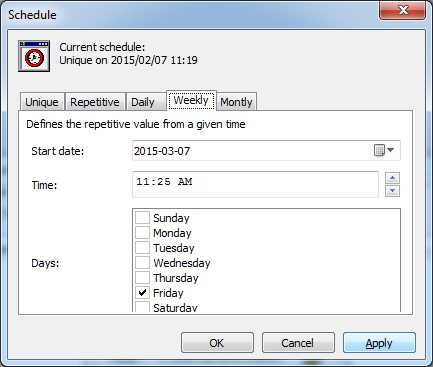 Schedule
Current schedule:
Unique on 2015/02/07 11:19
Unique Repetitive Daily Weekly Montly
Defines the repetitive value from a given time
Start date: 2015-03-07
Time: 11:25 AM
Sunday
Monday
Tuesday
Wednesday
Days:
Thursday
Friday
Saturday
OK Cancel Apply